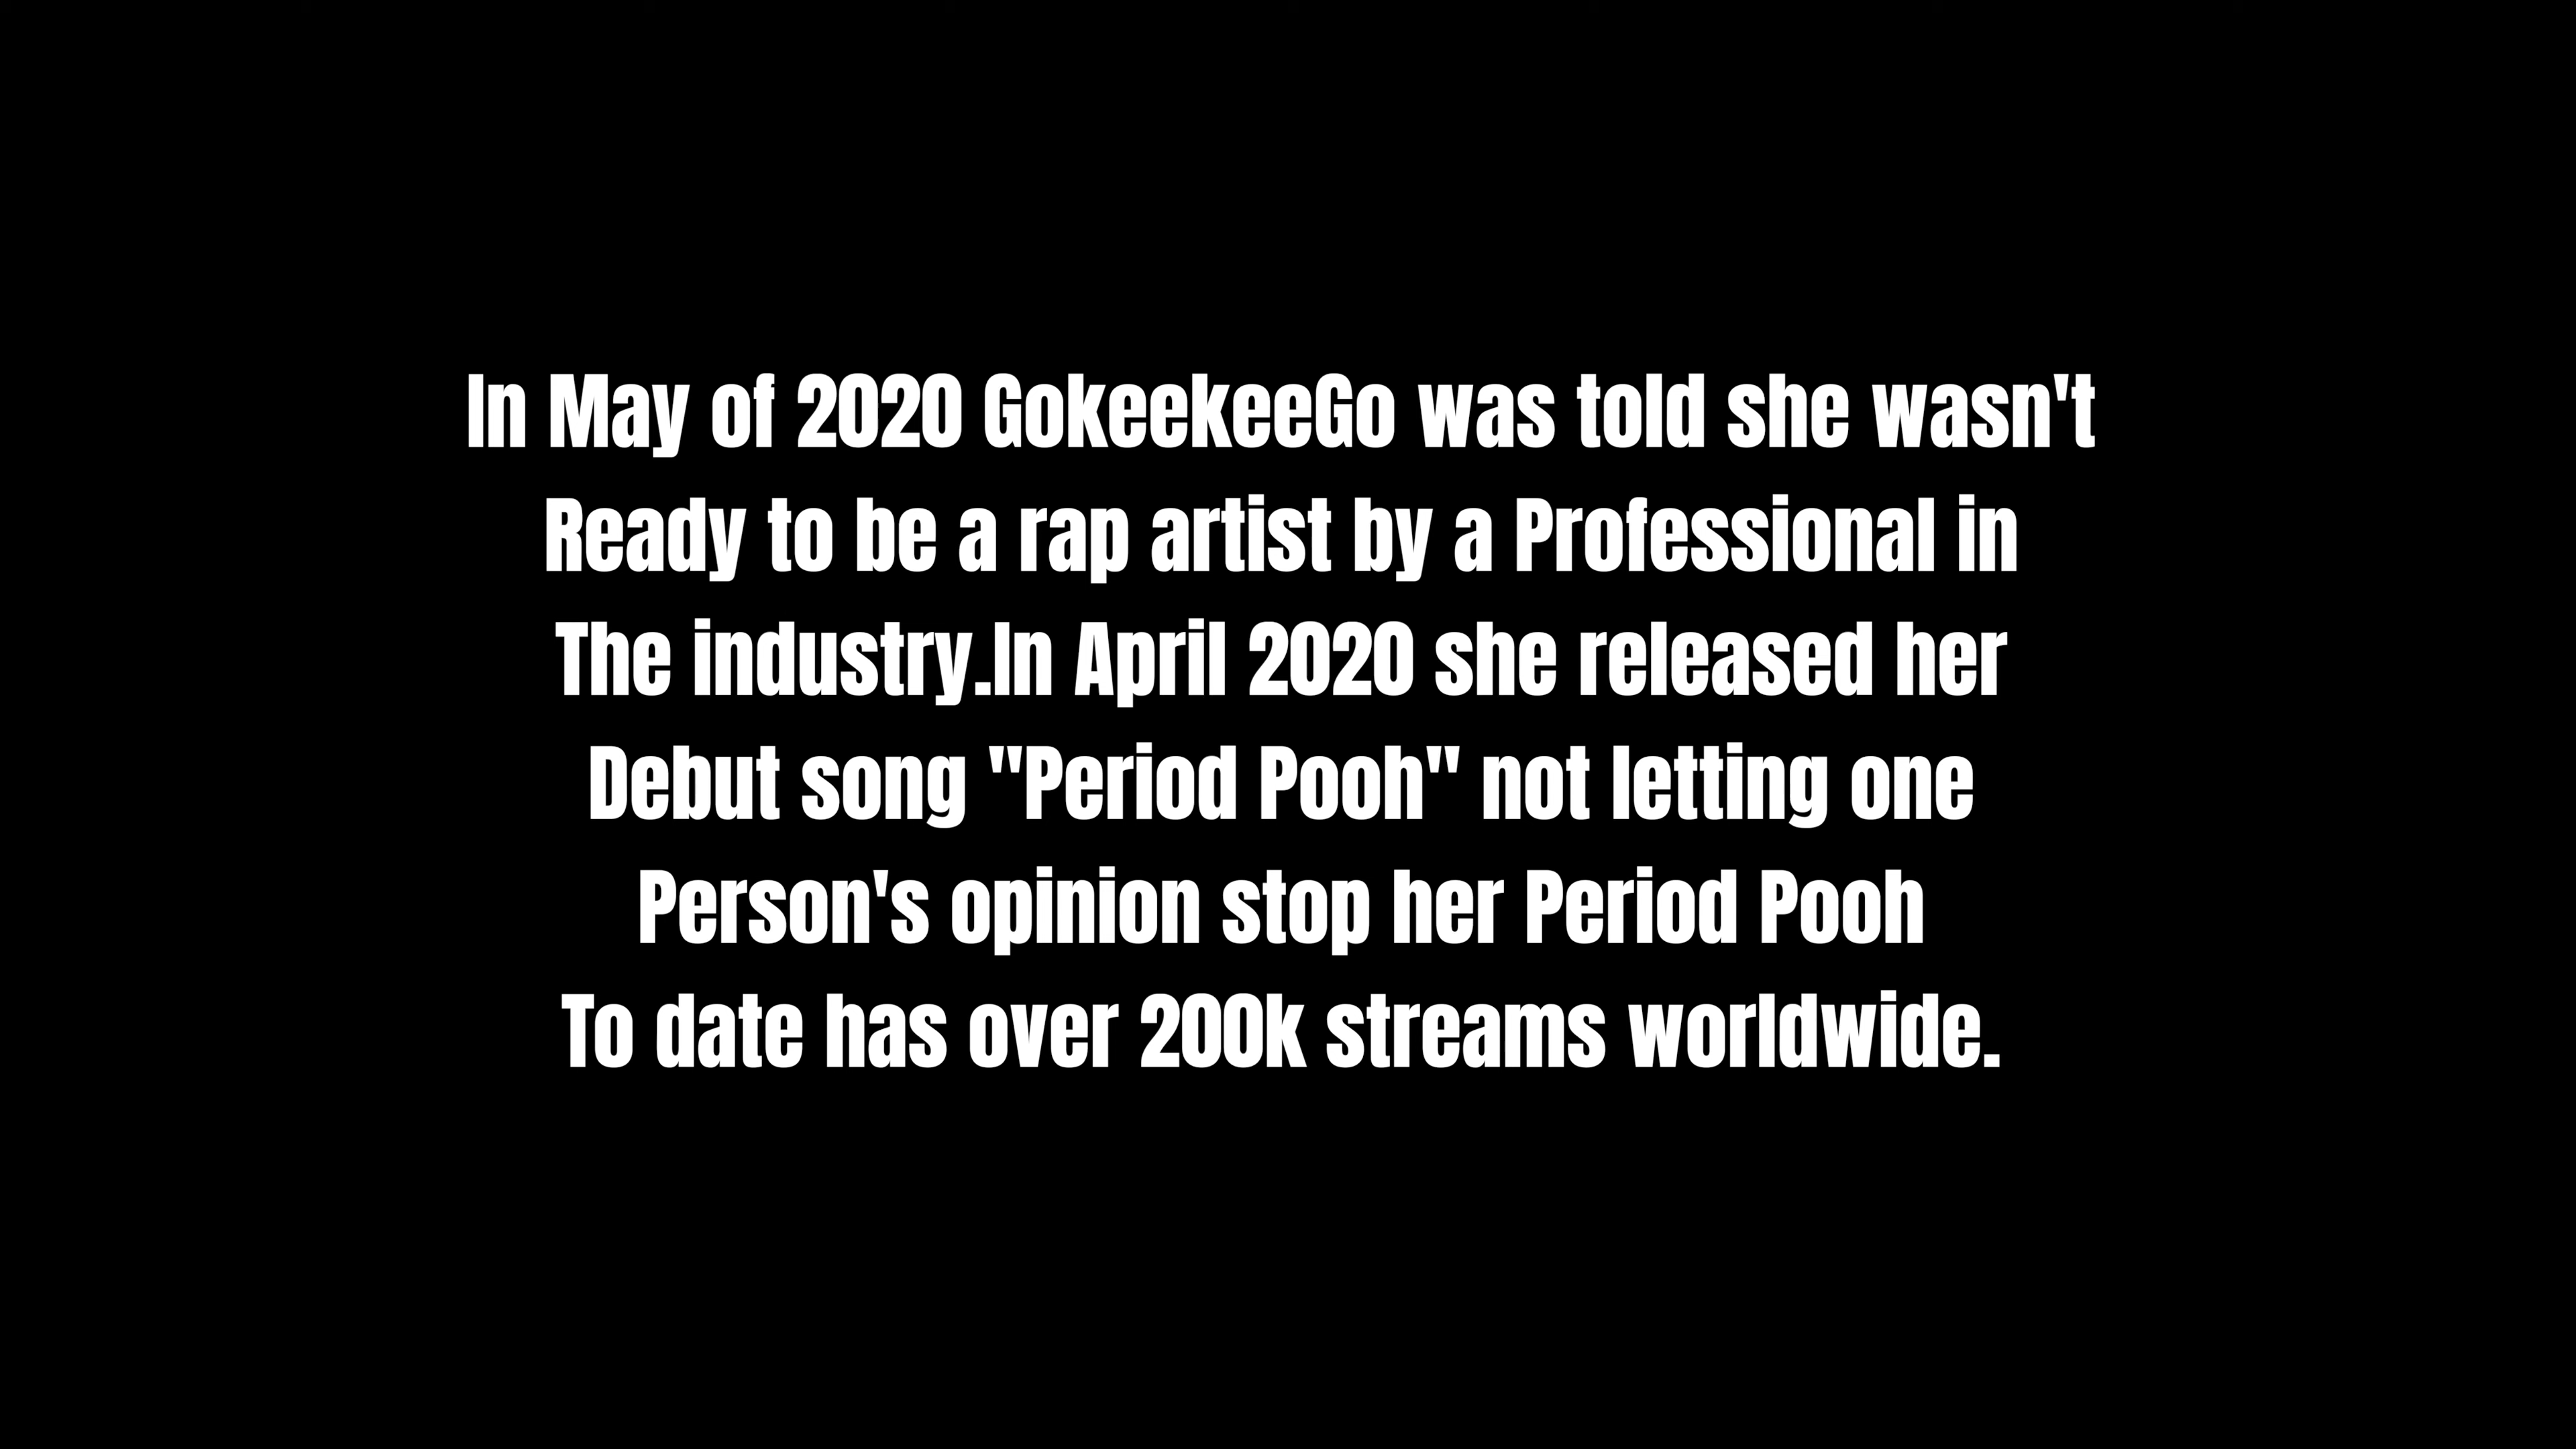 In May of 2020 GokeekeeGo was told she wasn't
Ready to be a rap artist by a Professional in
The industry.In April 2020 she released her
Debut song "Period Pooh" not letting one
Person's opinion stop her Period Pooh
To date has over 200k streams worldwide.